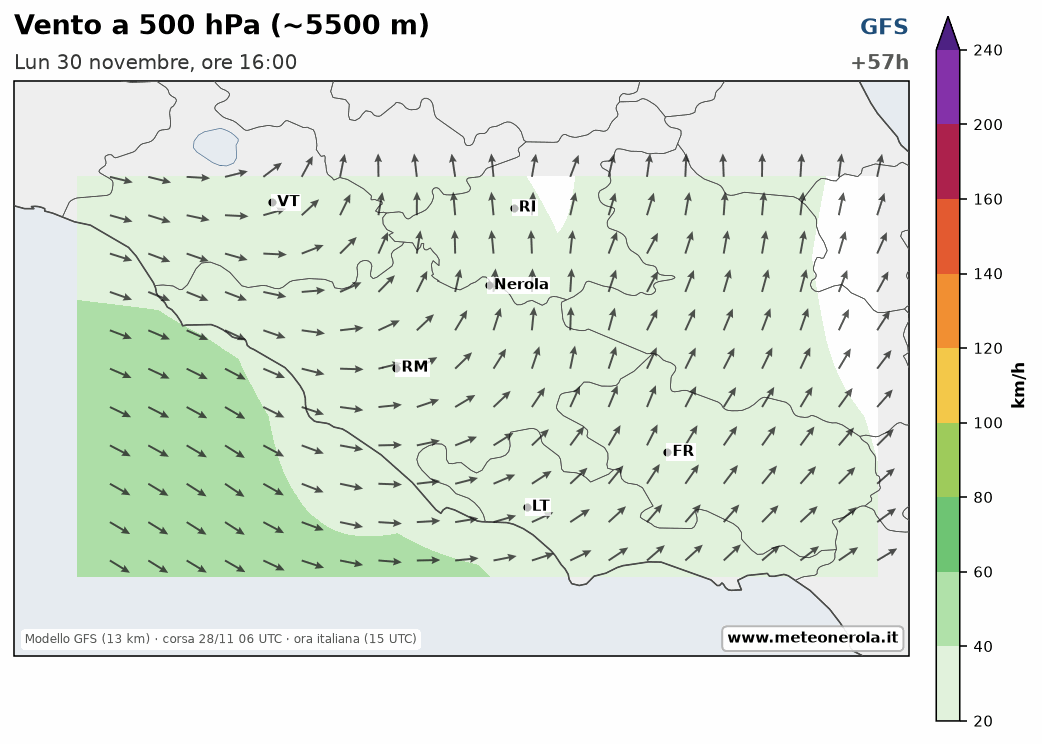 Vento a 500 hPa (~5500 m)
GFS
Lun 30 novembre, ore 16:00
+57h
VT
RI
Nerola
RM
FR
LT
240
200
160
140
120
100
80
60
40
20
km/h
Modello GFS (13 km) · corsa 28/11 06 UTC · ora italiana (15 UTC)
www.meteonerola.it